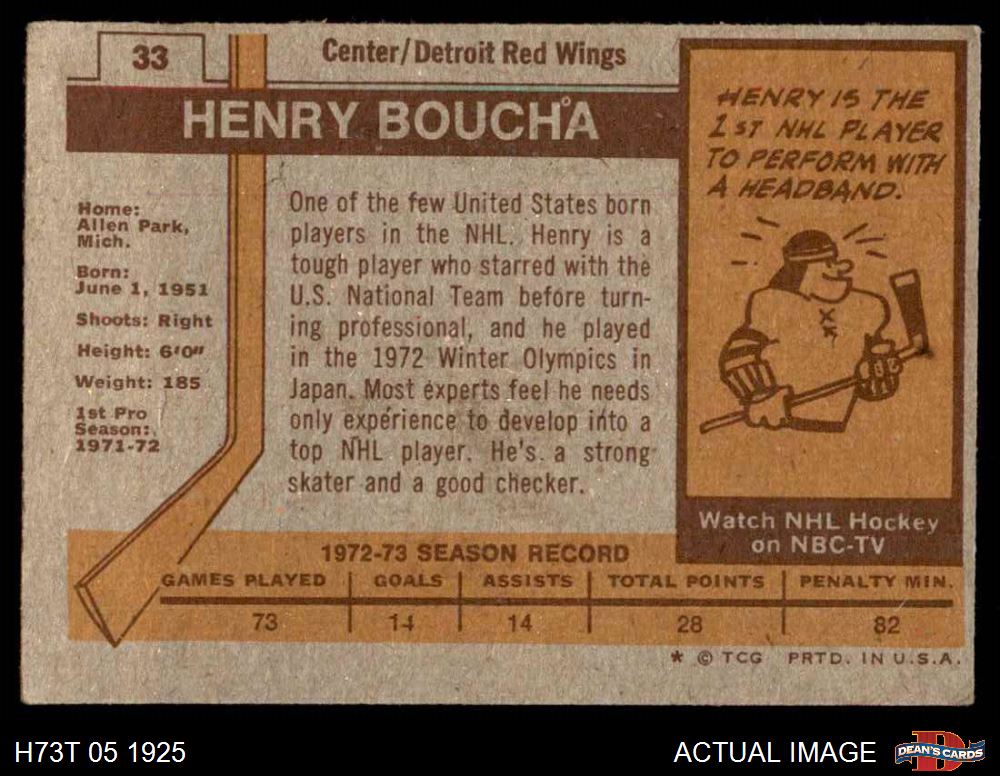 33
Center/Detroit Red Wings
HENRY BOUCHA
Home:
Allen Park,
Mich.
Born:
June 1, 1951
Shoots: Right
Height: 6'0"
Weight: 185
1st Pro
Season:
1971-72
One of the few United States born
players in the NHL. Henry is a
tough player who starred with the
U.S. National Team before turn-
ing professional, and he played
in the 1972 Winter Olympics in
Japan. Most experts feel he needs
only experience to develop into a
top NHL player. He's a strong
skater and a good checker.
HENRY IS THE
1ST NHL PLAYER
TO PERFORM WITH
A HEADBAND.
Watch NHL Hockey
on NBC-TV
1972-73 SEASON RECORD
GAMES PLAYED GOALS ASSISTS TOTAL POINTS PENALTY MIN.
73 14 14 28 82
* © TCG PRTD. IN U.S.A.
H73T 05 1925
ACTUAL IMAGE
DEAN'S CARDS